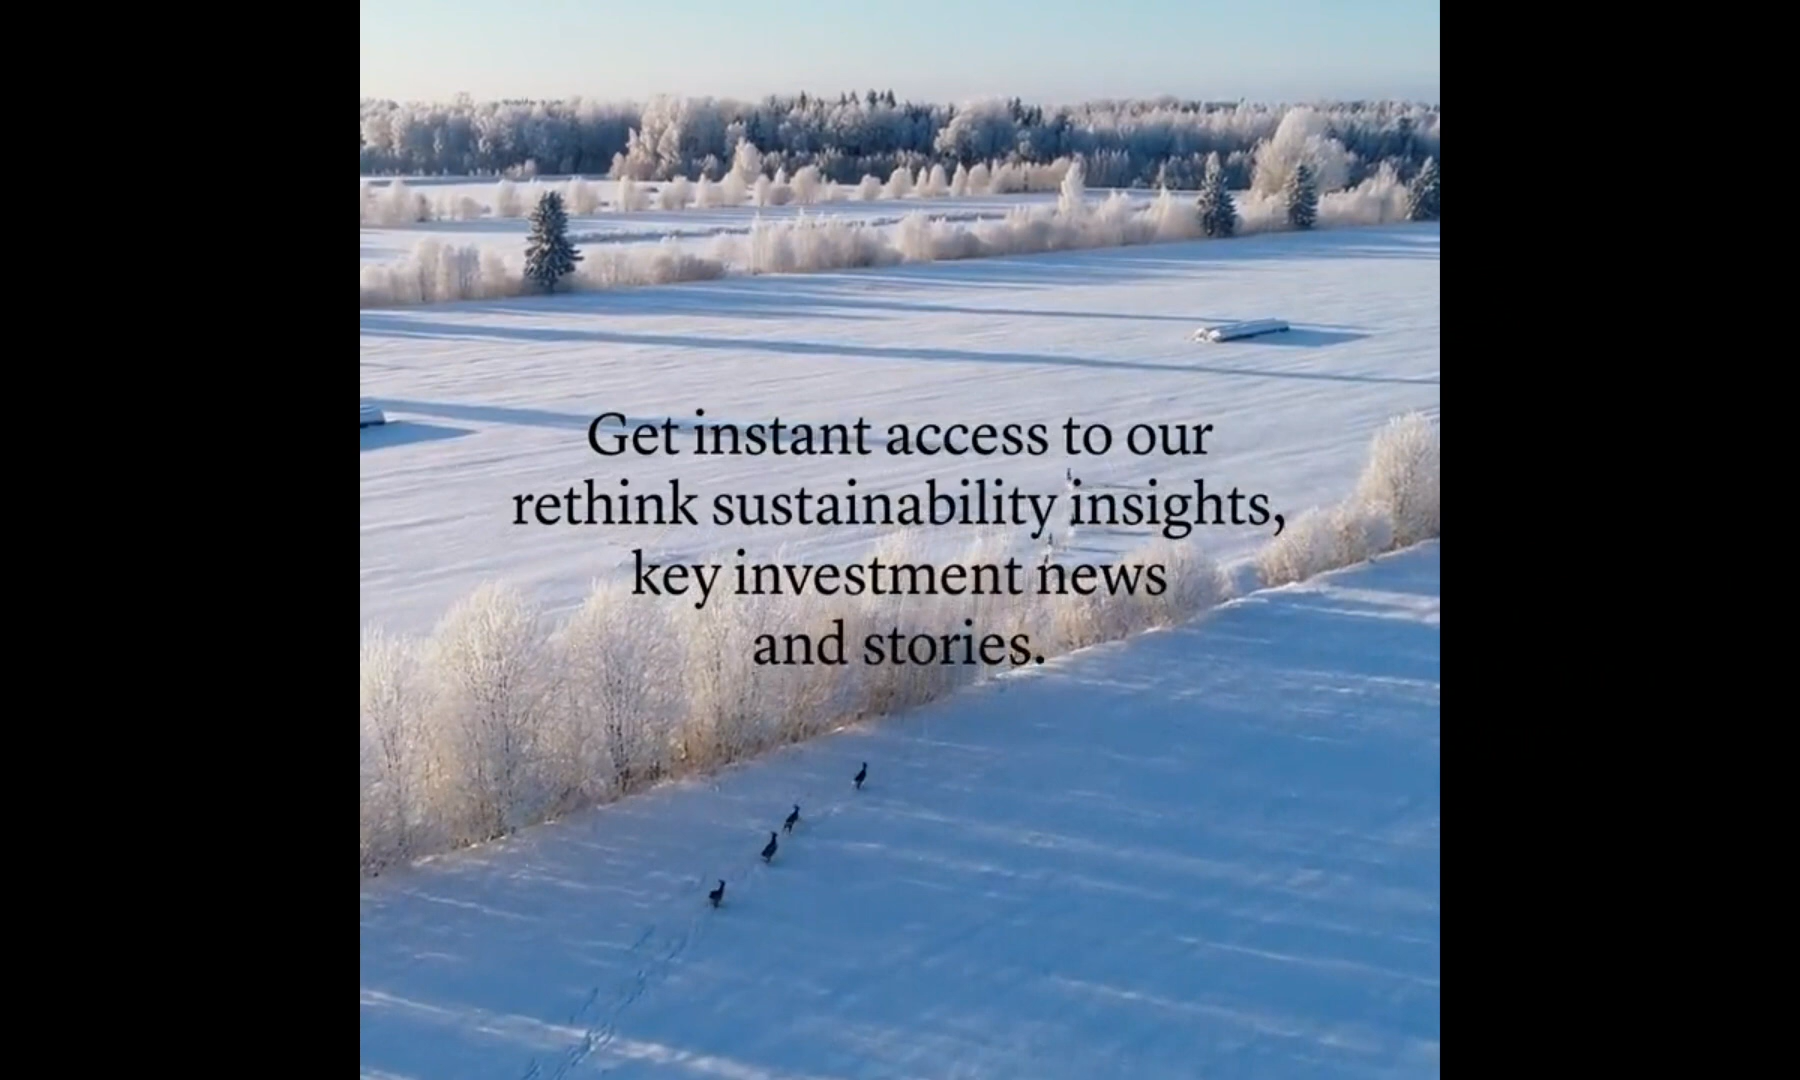 Get instant access to our
rethink sustainability insights,
key investment news
and stories.